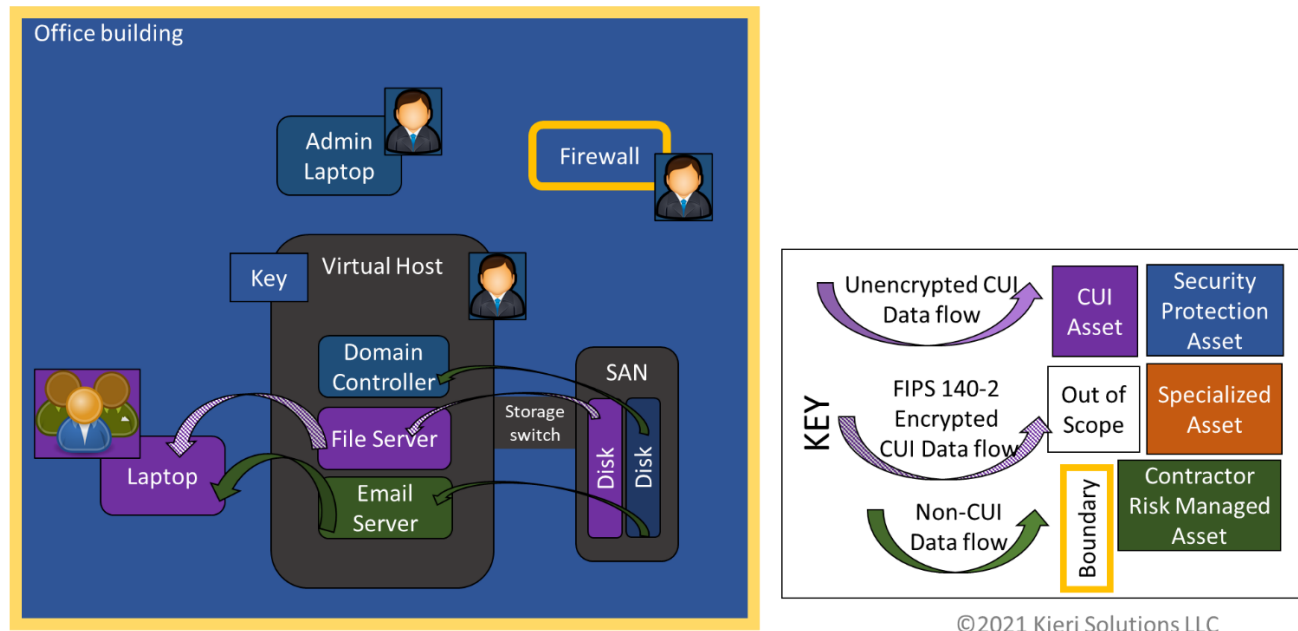 Office building
Admin
Laptop
Firewall
Key
Virtual Host
Domain
Controller
SAN
Storage
switch
File Server
Disk
Disk
Laptop
Email
Server
KEY
Unencrypted CUI
Data flow
CUI
Asset
Security
Protection
Asset
FIPS 140-2
Encrypted
CUI Data flow
Out of
Scope
Specialized
Asset
Non-CUI
Data flow
Boundary
Contractor
Risk Managed
Asset
©2021 Kieri Solutions LLC